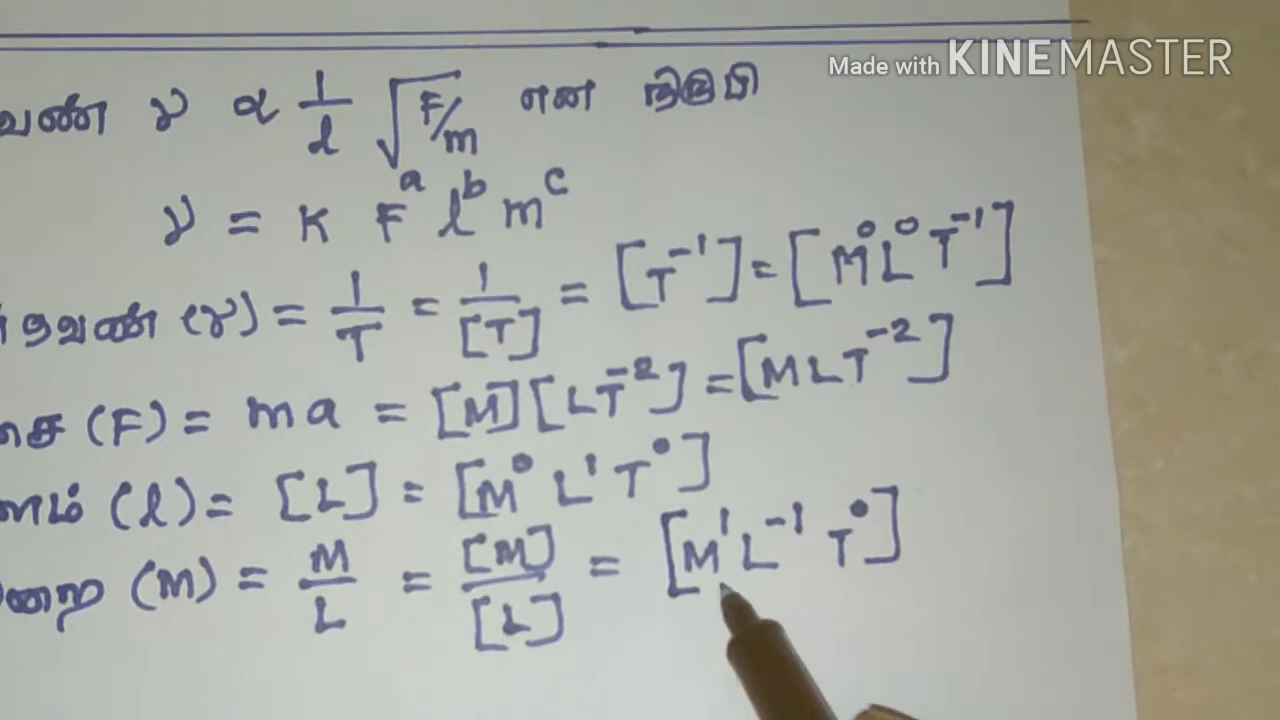 Made with KINEMASTER
ν ∝ 1/l √F/m என நிரூபி
ν = K F^a l^b m^c
(ν) = 1/T = 1/[T] = [T^-1] = [M^0 L^0 T^-1]
(F) = ma = [M] [LT^-2] = [MLT^-2]
(l) = [L] = [M^0 L^1 T^0]
(m) = M/L = [M]/[L] = [M^1 L^-1 T^0]